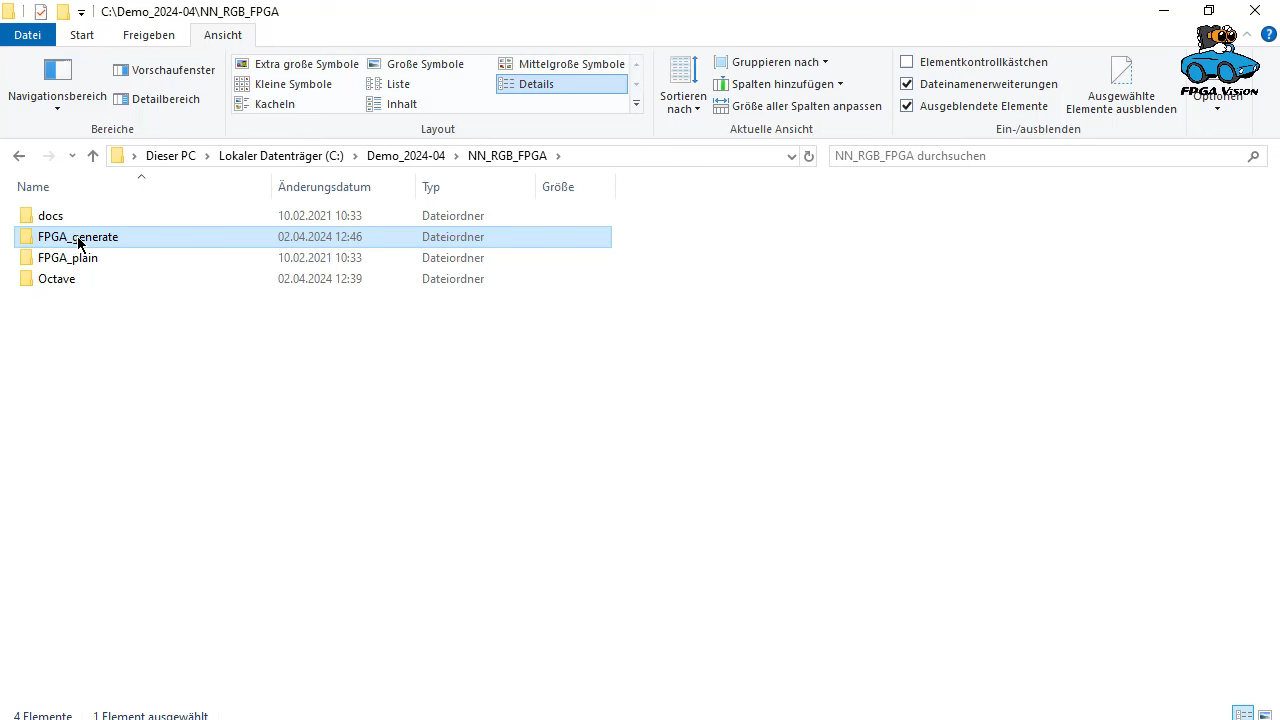 C:\Demo_2024-04\NN_RGB_FPGA
Datei Start Freigeben Ansicht
Navigationsbereich
Vorschaufenster
Detailbereich
Bereiche
Extra große Symbole Große Symbole Mittelgroße Symbole
Kleine Symbole Liste Details
Kacheln Inhalt
Layout
Sortieren nach
Gruppieren nach
Spalten hinzufügen
Größe aller Spalten anpassen
Aktuelle Ansicht
Elementkontrollkästchen
Dateinamenerweiterungen
Ausgeblendete Elemente
Ausgewählte
Elemente ausblenden
Ein-/ausblenden
Optionen
FPGA Vision
Dieser PC Lokaler Datenträger (C:) Demo_2024-04 NN_RGB_FPGA
NN_RGB_FPGA durchsuchen
Name Änderungsdatum Typ Größe
docs 10.02.2021 10:33 Dateiordner
FPGA_generate 02.04.2024 12:46 Dateiordner
FPGA_plain 10.02.2021 10:33 Dateiordner
Octave 02.04.2024 12:39 Dateiordner
4 Elemente 1 Element ausgewählt